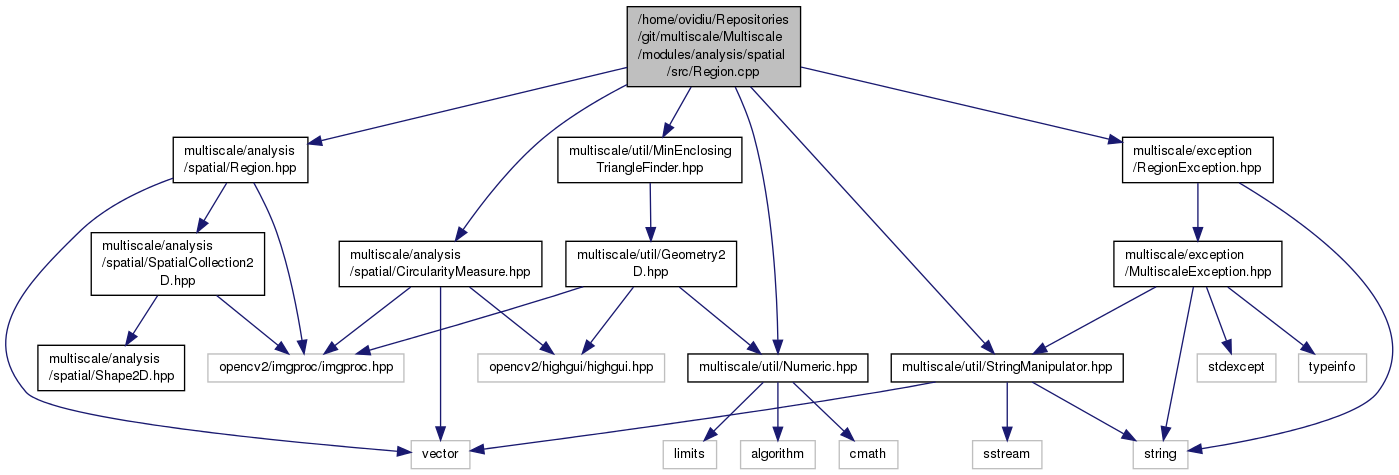 /home/ovidiu/Repositories
/git/multiscale/Multiscale
/modules/analysis/spatial
/src/Region.cpp
multiscale/analysis
/spatial/Region.hpp
multiscale/util/MinEnclosing
TriangleFinder.hpp
multiscale/exception
/RegionException.hpp
multiscale/analysis
/spatial/SpatialCollection2
D.hpp
multiscale/analysis
/spatial/CircularityMeasure.hpp
multiscale/util/Geometry2
D.hpp
multiscale/exception
/MultiscaleException.hpp
multiscale/analysis
/spatial/Shape2D.hpp
opencv2/imgproc/imgproc.hpp
opencv2/highgui/highgui.hpp
multiscale/util/Numeric.hpp
multiscale/util/StringManipulator.hpp
stdexcept
typeinfo
vector
limits
algorithm
cmath
sstream
string